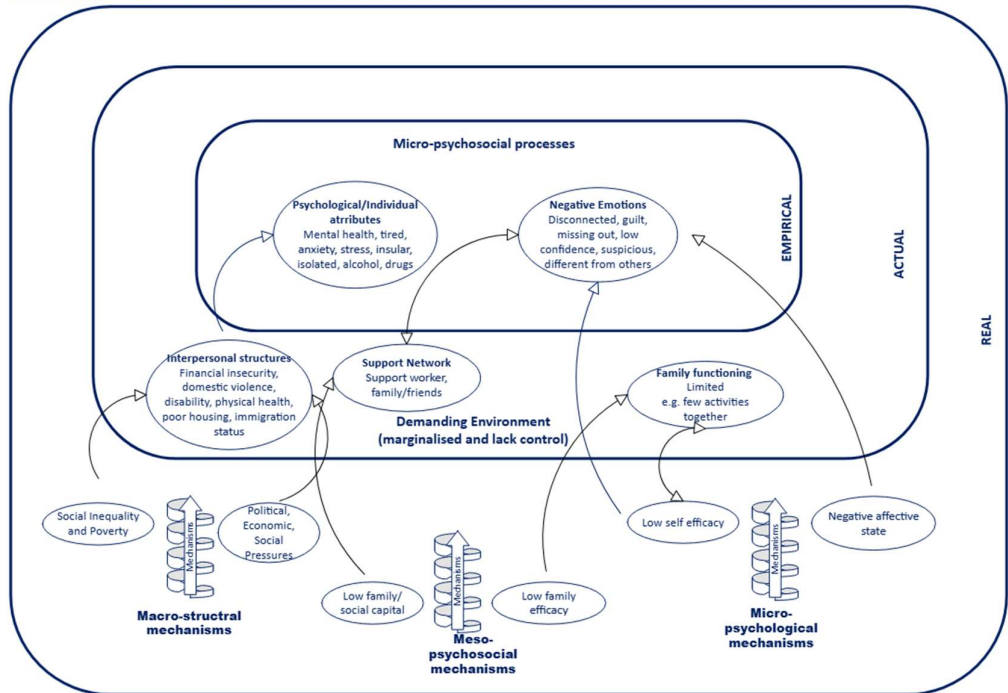 Micro-psychosocial processes
Psychological/Individual
atrributes
Mental health, tired,
anxiety, stress, insular,
isolated, alcohol, drugs
Negative Emotions
Disconnected, guilt,
missing out, low
confidence, suspicious,
different from others
EMPIRICAL
ACTUAL
REAL
Interpersonal structures
Financial insecurity,
domestic violence,
disability, physical health,
poor housing, immigration
status
Support Network
Support worker,
family/friends
Family functioning
Limited
e.g. few activities
together
Demanding Environment
(marginalised and lack control)
Social Inequality
and Poverty
Mechanisms
Political,
Economic,
Social
Pressures
Macro-structral
mechanisms
Low family/
social capital
Mechanisms
Meso-
psychosocial
mechanisms
Low family
efficacy
Low self efficacy
Mechanisms
Micro-
psychological
mechanisms
Negative affective
state